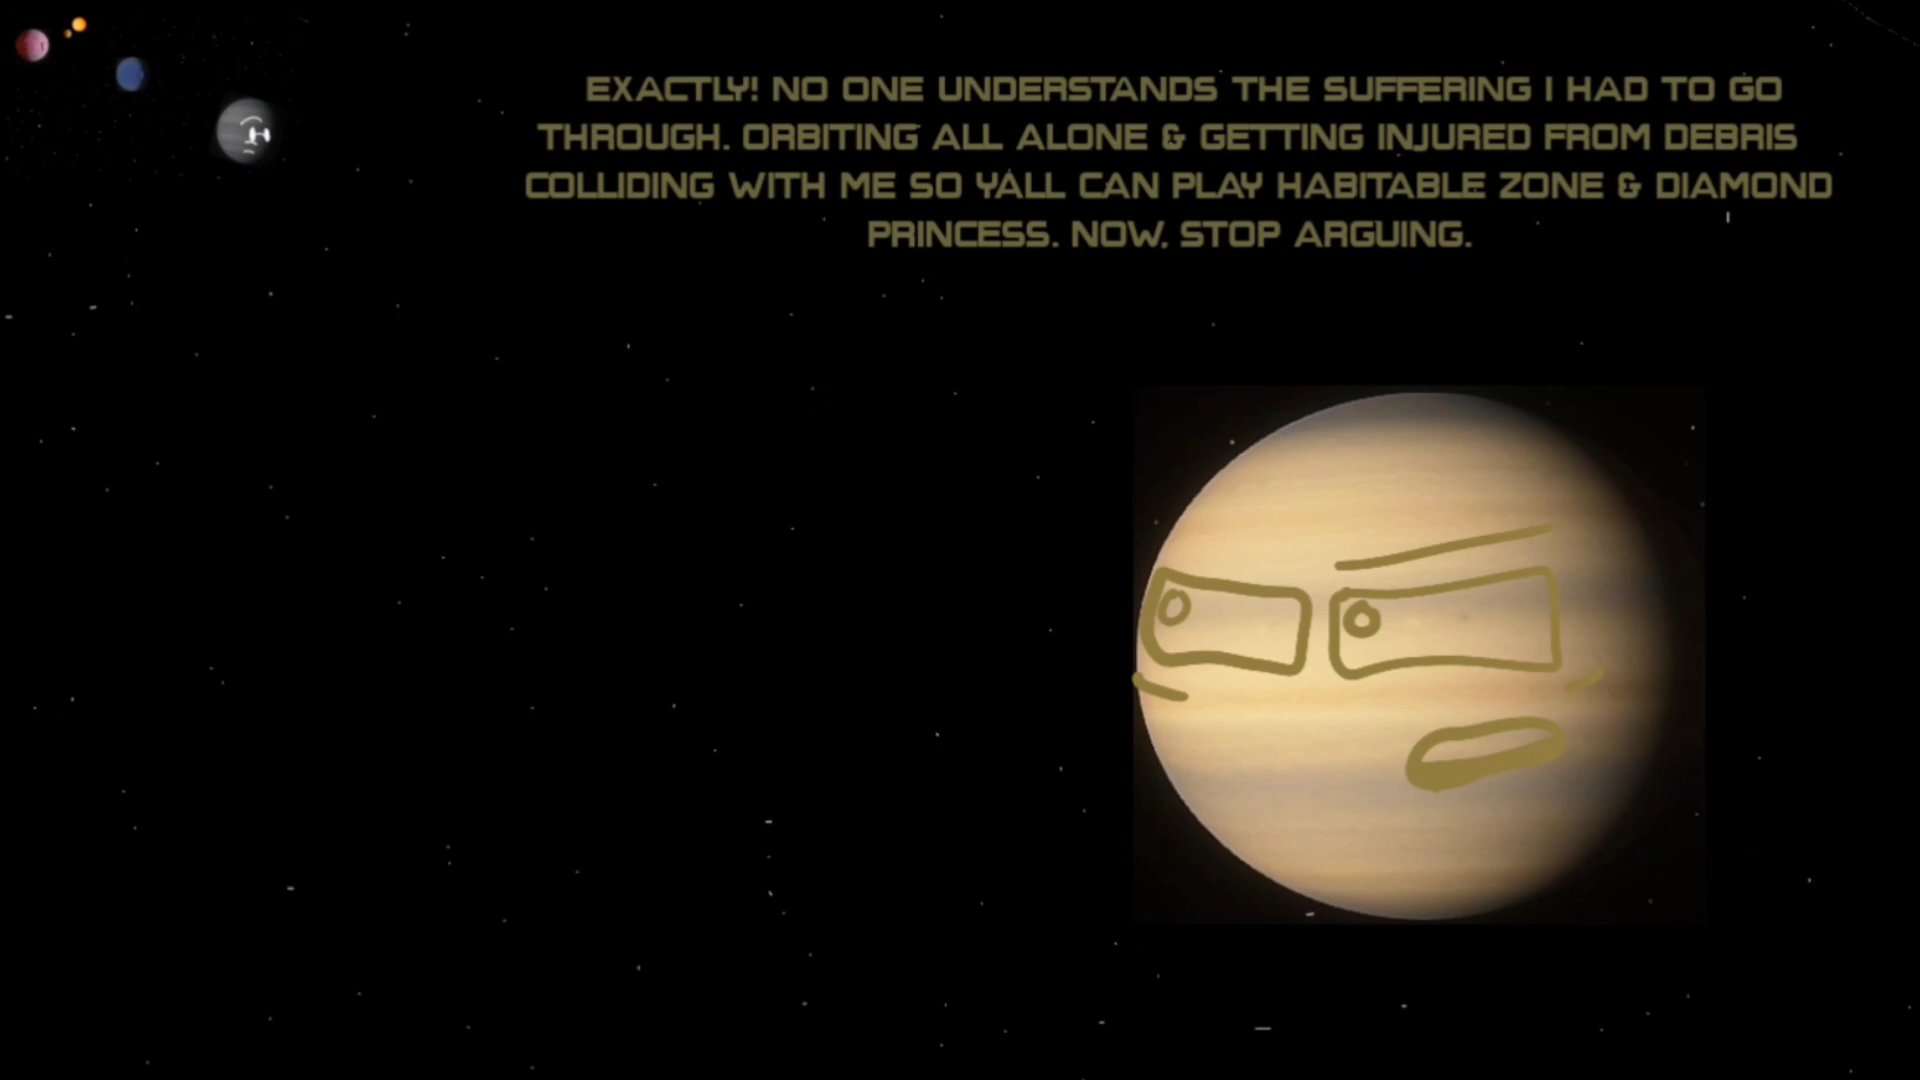 EXACTLY! NO ONE UNDERSTANDS THE SUFFERING I HAD TO GO
THROUGH. ORBITING ALL ALONE & GETTING INJURED FROM DEBRIS
COLLIDING WITH ME SO YALL CAN PLAY HABITABLE ZONE & DIAMOND
PRINCESS. NOW, STOP ARGUING.